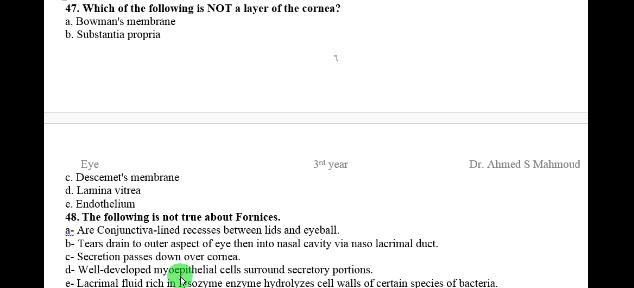 47. Which of the following is NOT a layer of the cornea?
a. Bowman's membrane
b. Substantia propria
Eye 3rd year Dr. Ahmed S Mahmoud
c. Descemet's membrane
d. Lamina vitrea
e. Endothelium
48. The following is not true about Fornices.
a- Are Conjunctiva-lined recesses between lids and eyeball.
b- Tears drain to outer aspect of eye then into nasal cavity via naso lacrimal duct.
c- Secretion passes down over cornea.
d- Well-developed myoepithelial cells surround secretory portions.
e- Lacrimal fluid rich in lysozyme enzyme hydrolyzes cell walls of certain species of bacteria.